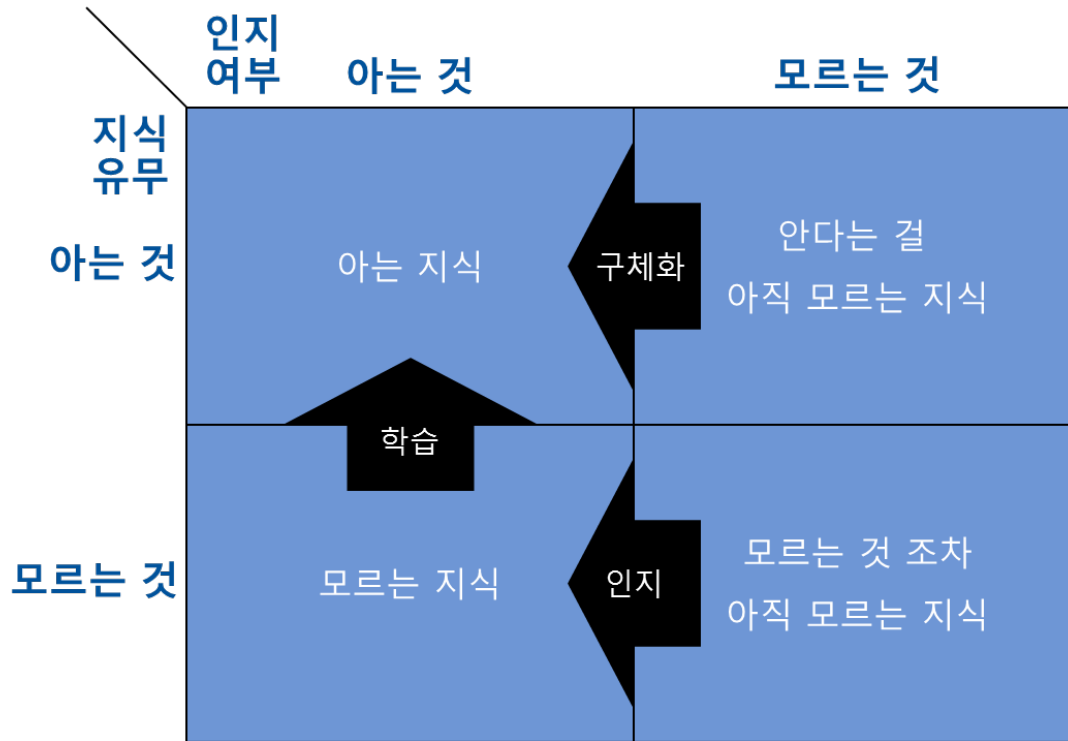 인지
여부
아는 것
모르는 것
지식
유무
아는 것
아는 지식
구체화
안다는 걸
아직 모르는 지식
학습
모르는 것
모르는 지식
인지
모르는 것 조차
아직 모르는 지식